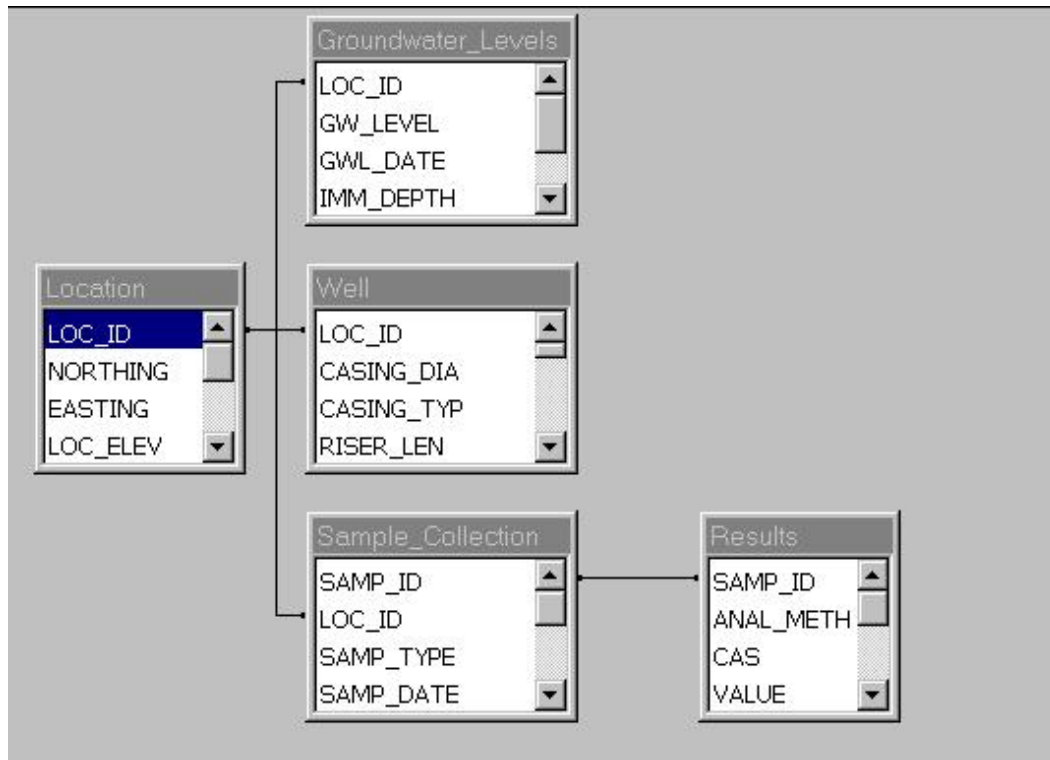 Groundwater_Levels
LOC_ID
GW_LEVEL
GWL_DATE
IMM_DEPTH
Location
LOC_ID
NORTHING
EASTING
LOC_ELEV
Well
LOC_ID
CASING_DIA
CASING_TYP
RISER_LEN
Sample_Collection
SAMP_ID
LOC_ID
SAMP_TYPE
SAMP_DATE
Results
SAMP_ID
ANAL_METH
CAS
VALUE